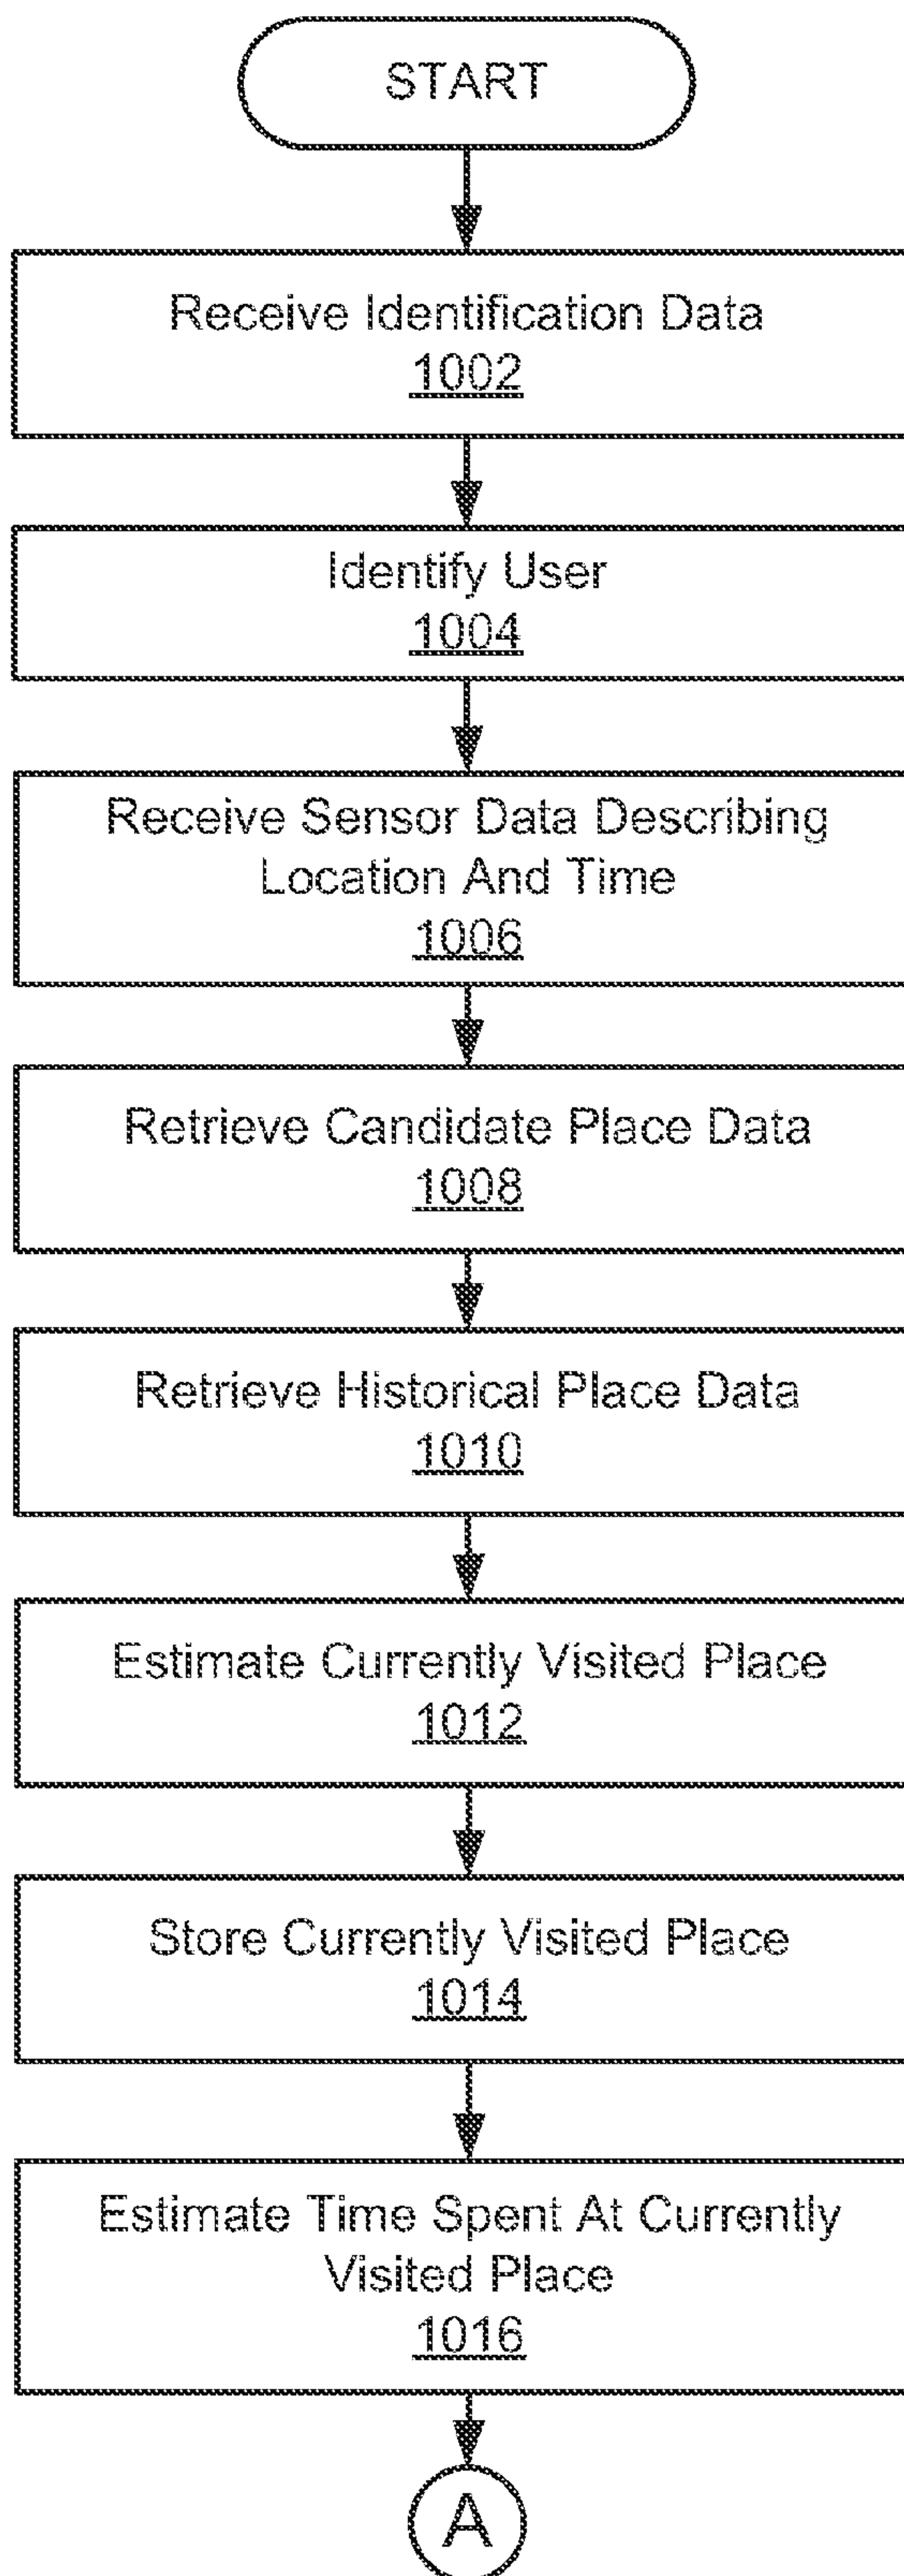 START
Receive Identification Data
1002
Identify User
1004
Receive Sensor Data Describing
Location And Time
1006
Retrieve Candidate Place Data
1008
Retrieve Historical Place Data
1010
Estimate Currently Visited Place
1012
Store Currently Visited Place
1014
Estimate Time Spent At Currently
Visited Place
1016
A